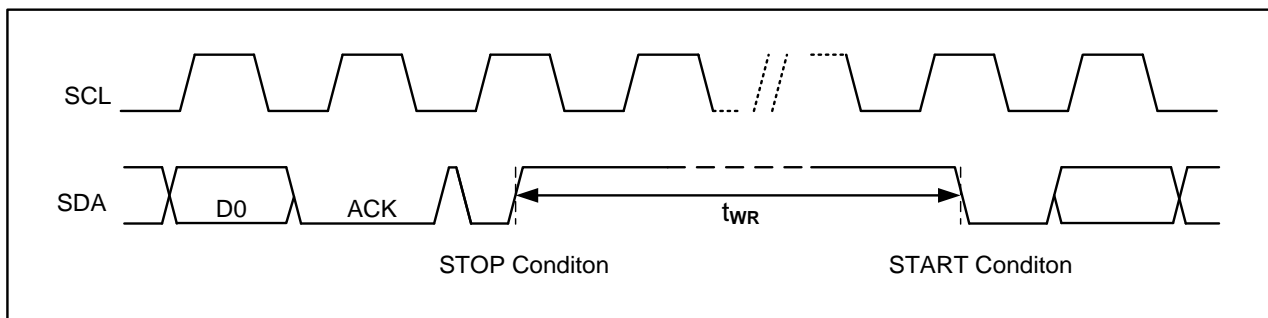 SCL
SDA
D0
ACK
tWR
STOP Conditon
START Conditon